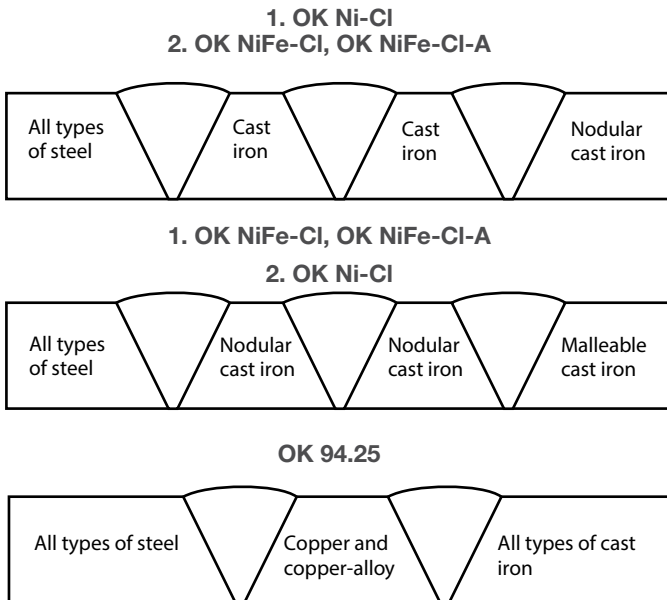 1. OK Ni-Cl
2. OK NiFe-Cl, OK NiFe-Cl-A
All types
of steel
Cast
iron
Cast
iron
Nodular
cast iron
1. OK NiFe-Cl, OK NiFe-Cl-A
2. OK Ni-Cl
All types
of steel
Nodular
cast iron
Nodular
cast iron
Malleable
cast iron
OK 94.25
All types of steel
Copper and
copper-alloy
All types of cast
iron